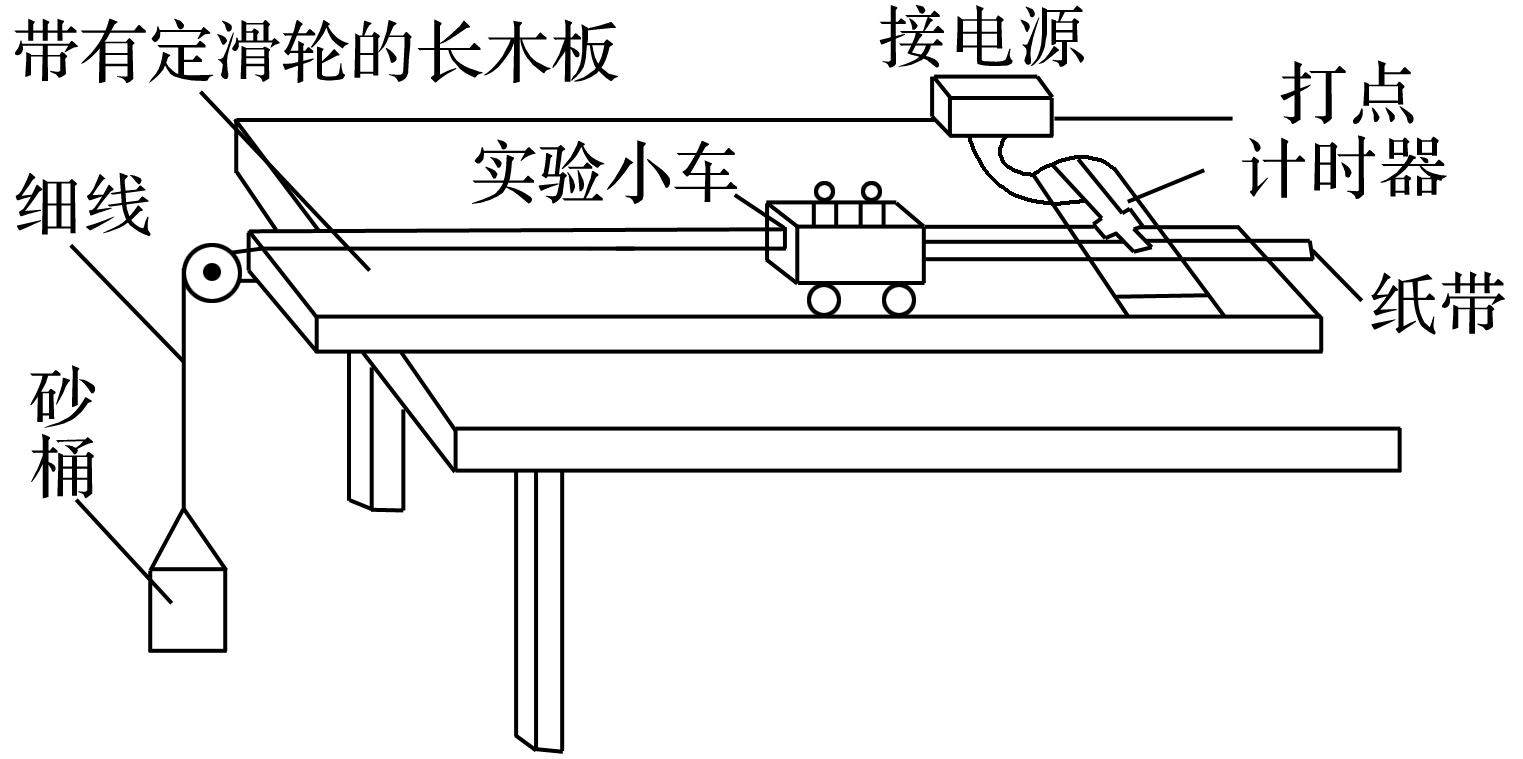 带有定滑轮的长木板
接电源
打点
计时器
实验小车
细线
纸带
砂
桶